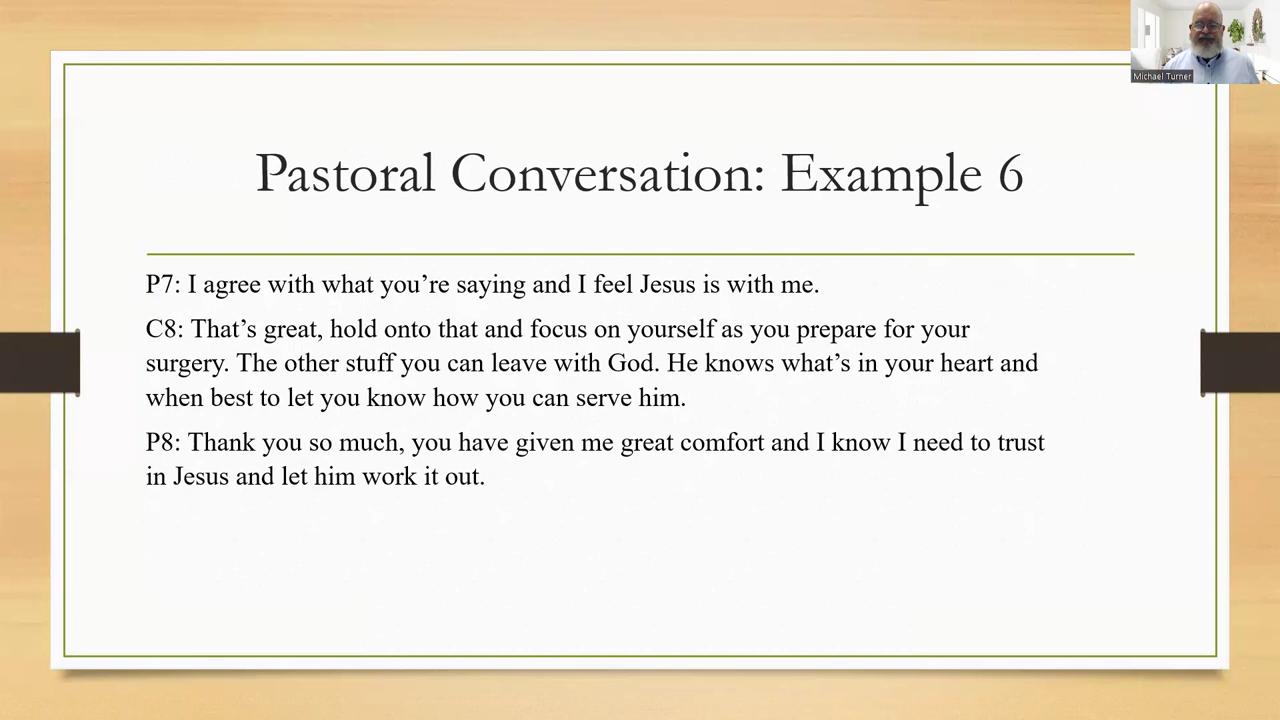 Michael Turner
Pastoral Conversation: Example 6
P7: I agree with what you’re saying and I feel Jesus is with me.
C8: That’s great, hold onto that and focus on yourself as you prepare for your
surgery. The other stuff you can leave with God. He knows what’s in your heart and
when best to let you know how you can serve him.
P8: Thank you so much, you have given me great comfort and I know I need to trust
in Jesus and let him work it out.